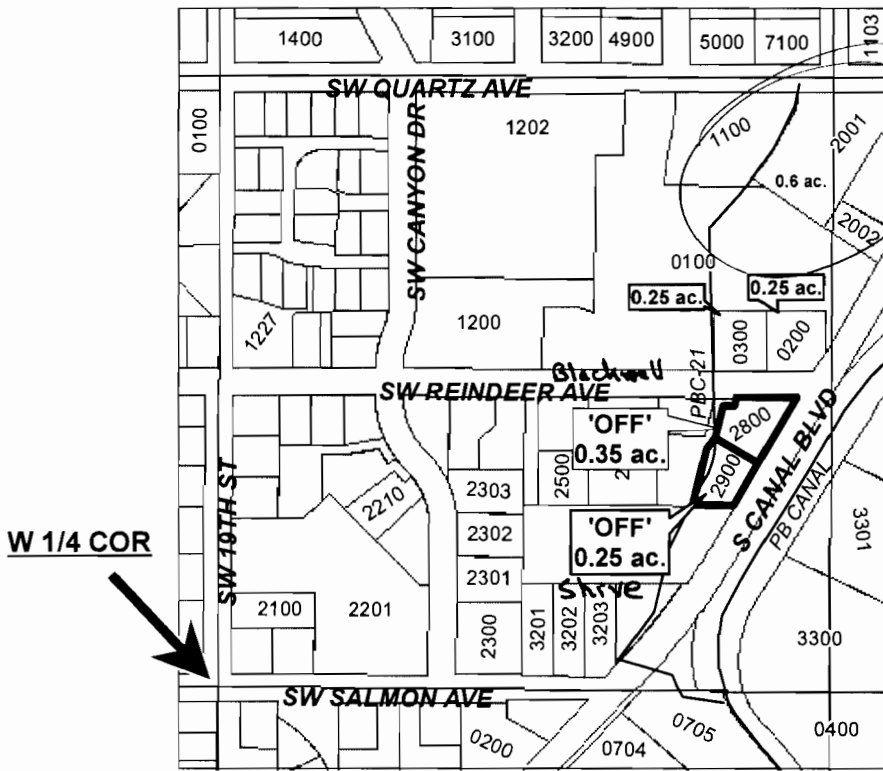 1400
3100
3200
4900
5000
7100
1103
SW QUARTZ AVE
0100
SW CANYON DR
1202
1100
2001
0.6 ac.
2002
0100
0.25 ac.
0.25 ac.
1227
1200
0300
0200
PBC-21
Blackwell
SW REINDEER AVE
'OFF'
0.35 ac.
2800
2900
2500
2
2303
2210
2302
2301
'OFF'
0.25 ac.
S CANAL BLVD
PB CANAL
3301
W 1/4 COR
SW 19TH ST
Shive
2100
2201
2300
3201
3202
3203
3300
SW SALMON AVE
0200
0704
0705
0400